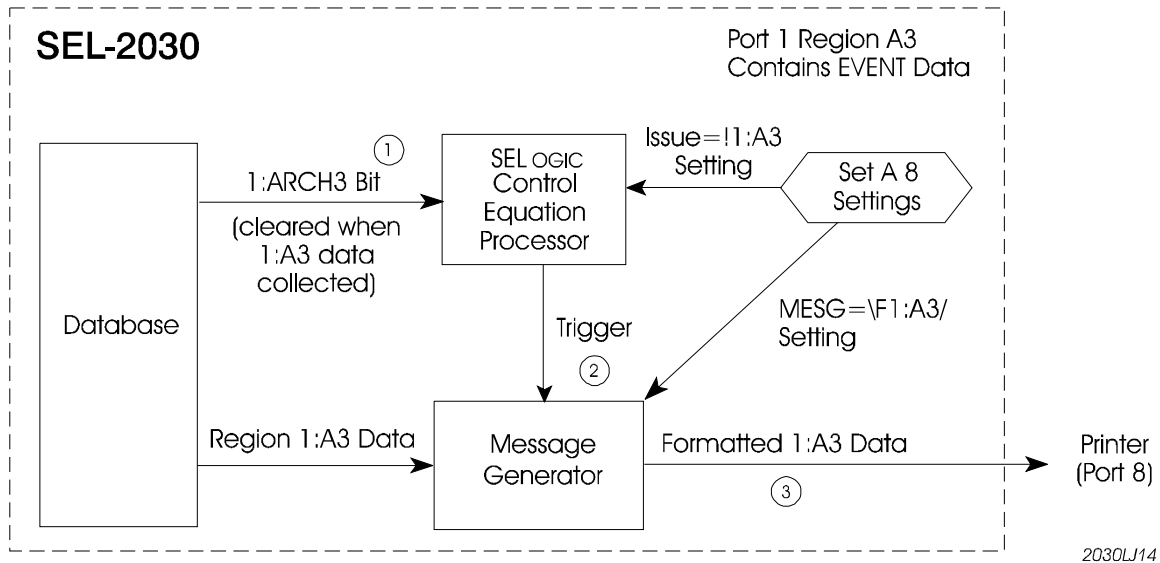 SEL-2030
Port 1 Region A3
Contains EVENT Data
1
1:ARCH3 Bit
(cleared when
1:A3 data
collected)
SELOGIC
Control
Equation
Processor
Issue=!1:A3
Setting
Set A 8
Settings
Database
Trigger
2
MESG=\F1:A3/
Setting
Region 1:A3 Data
Message
Generator
Formatted 1:A3 Data
3
Printer
(Port 8)
2030LJ14